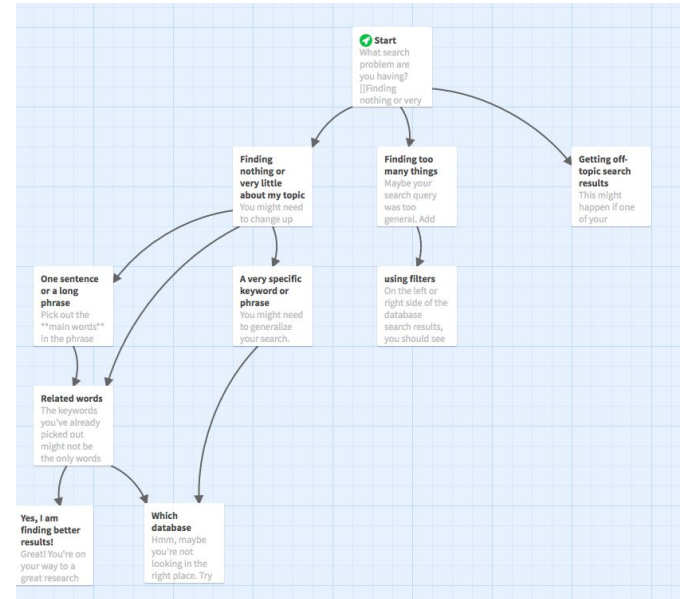 Start
What search
problem are
you having?
[[Finding
nothing or very
Finding
nothing or
very little
about my topic
You might need
to change up
Finding too
many things
Maybe your
search query
was too
general. Add
Getting off-
topic search
results
This might
happen if one
of your
One sentence
or a long
phrase
Pick out the
**main words**
in the phrase
A very specific
keyword or
phrase
You might need
to generalize
your search.
using filters
On the left or
right side of the
database
search results,
you should see
Related words
The keywords
you've already
picked out
might not be
the only words
Yes, I am
finding better
results!
Great! You're on
your way to a
great research
Which
database
Hmm, maybe
you're not
looking in the
right place. Try